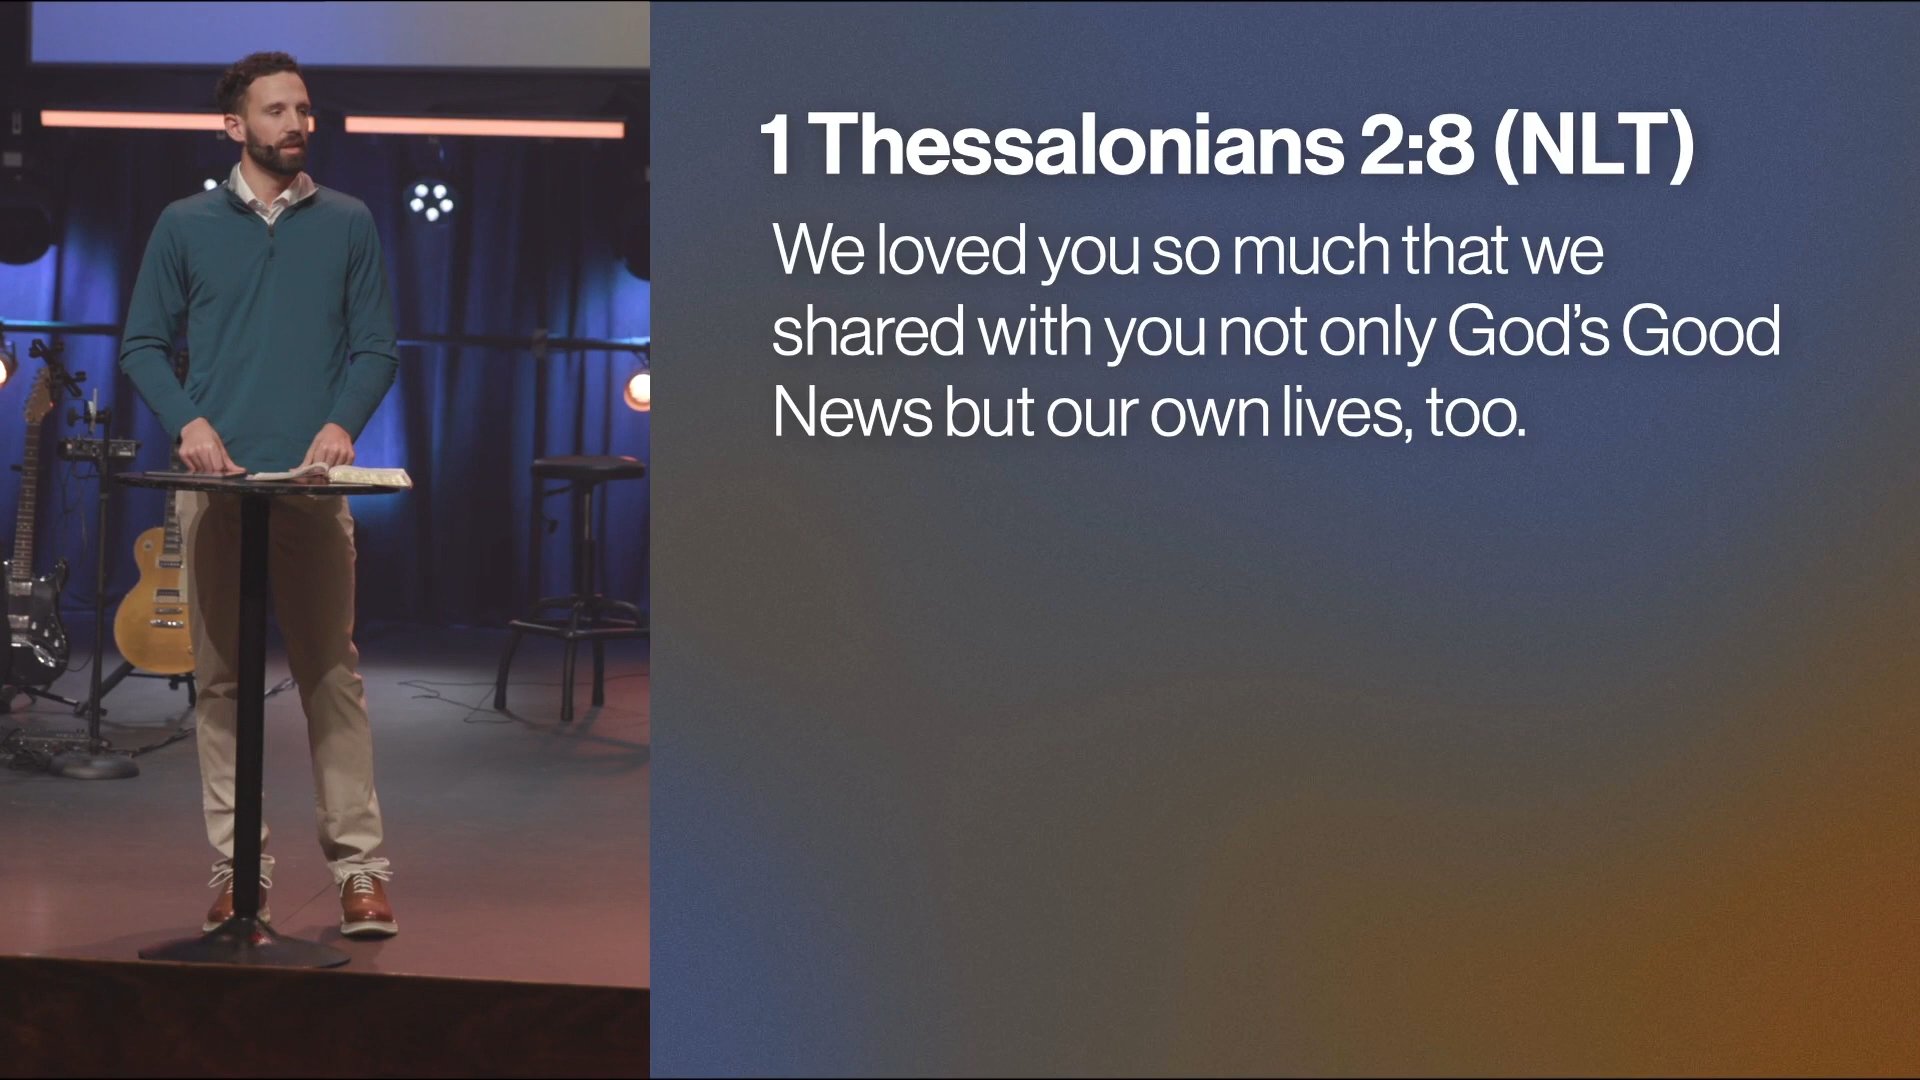 1 Thessalonians 2:8 (NLT)
We loved you so much that we
shared with you not only God’s Good
News but our own lives, too.